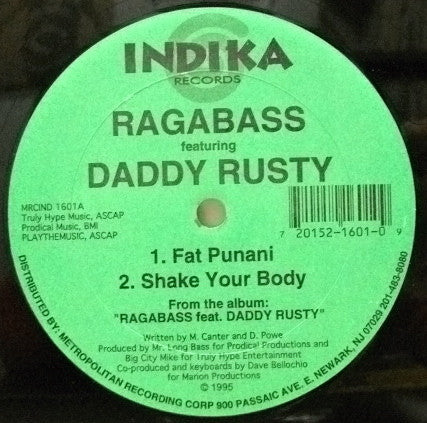 INDIKA
RECORDS
RAGABASS
featuring
DADDY RUSTY
MRCIND 1601A
Truly Hype Music, ASCAP
Prodical Music, BMI
PLAYTHEMUSIC, ASCAP
7 20152-1601-0 9
1. Fat Punani
2. Shake Your Body
From the album:
"RAGABASS feat. DADDY RUSTY"
Written by M. Canter and D. Powe
Produced by Mr. Long Bass for Prodical Productions and
Big City Mike for Truly Hype Entertainment
Co-produced and keyboards by Dave Bellochio
for Marion Productions
© 1995
DISTRIBUTED BY: METROPOLITAN RECORDING CORP 900 PASSAIC AVE. E. NEWARK, NJ 07029 201-483-8080